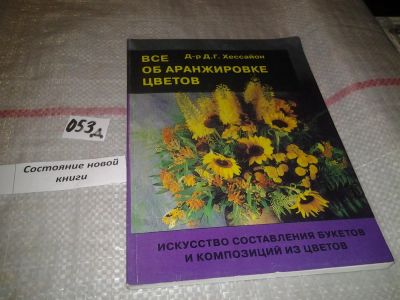 Д-р Д.Г. Хессайон
ВСЕ
ОБ АРАНЖИРОВКЕ
ЦВЕТОВ
053д
Состояние новой
книги
ИСКУССТВО СОСТАВЛЕНИЯ БУКЕТОВ
И КОМПОЗИЦИЙ ИЗ ЦВЕТОВ